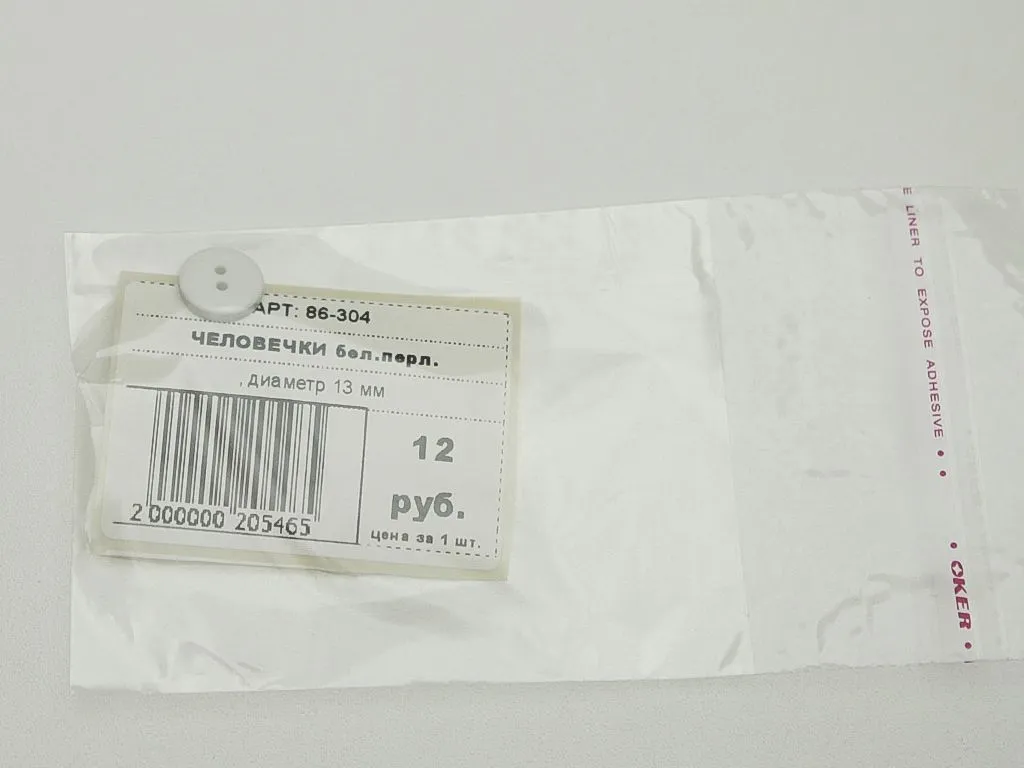 АРТ: 86-304
ЧЕЛОВЕЧКИ бел.перл.
, диаметр 13 мм
12
руб.
цена за 1 шт.
2 000000 205465
E LINER TO EXPOSE ADHESIVE
OKER